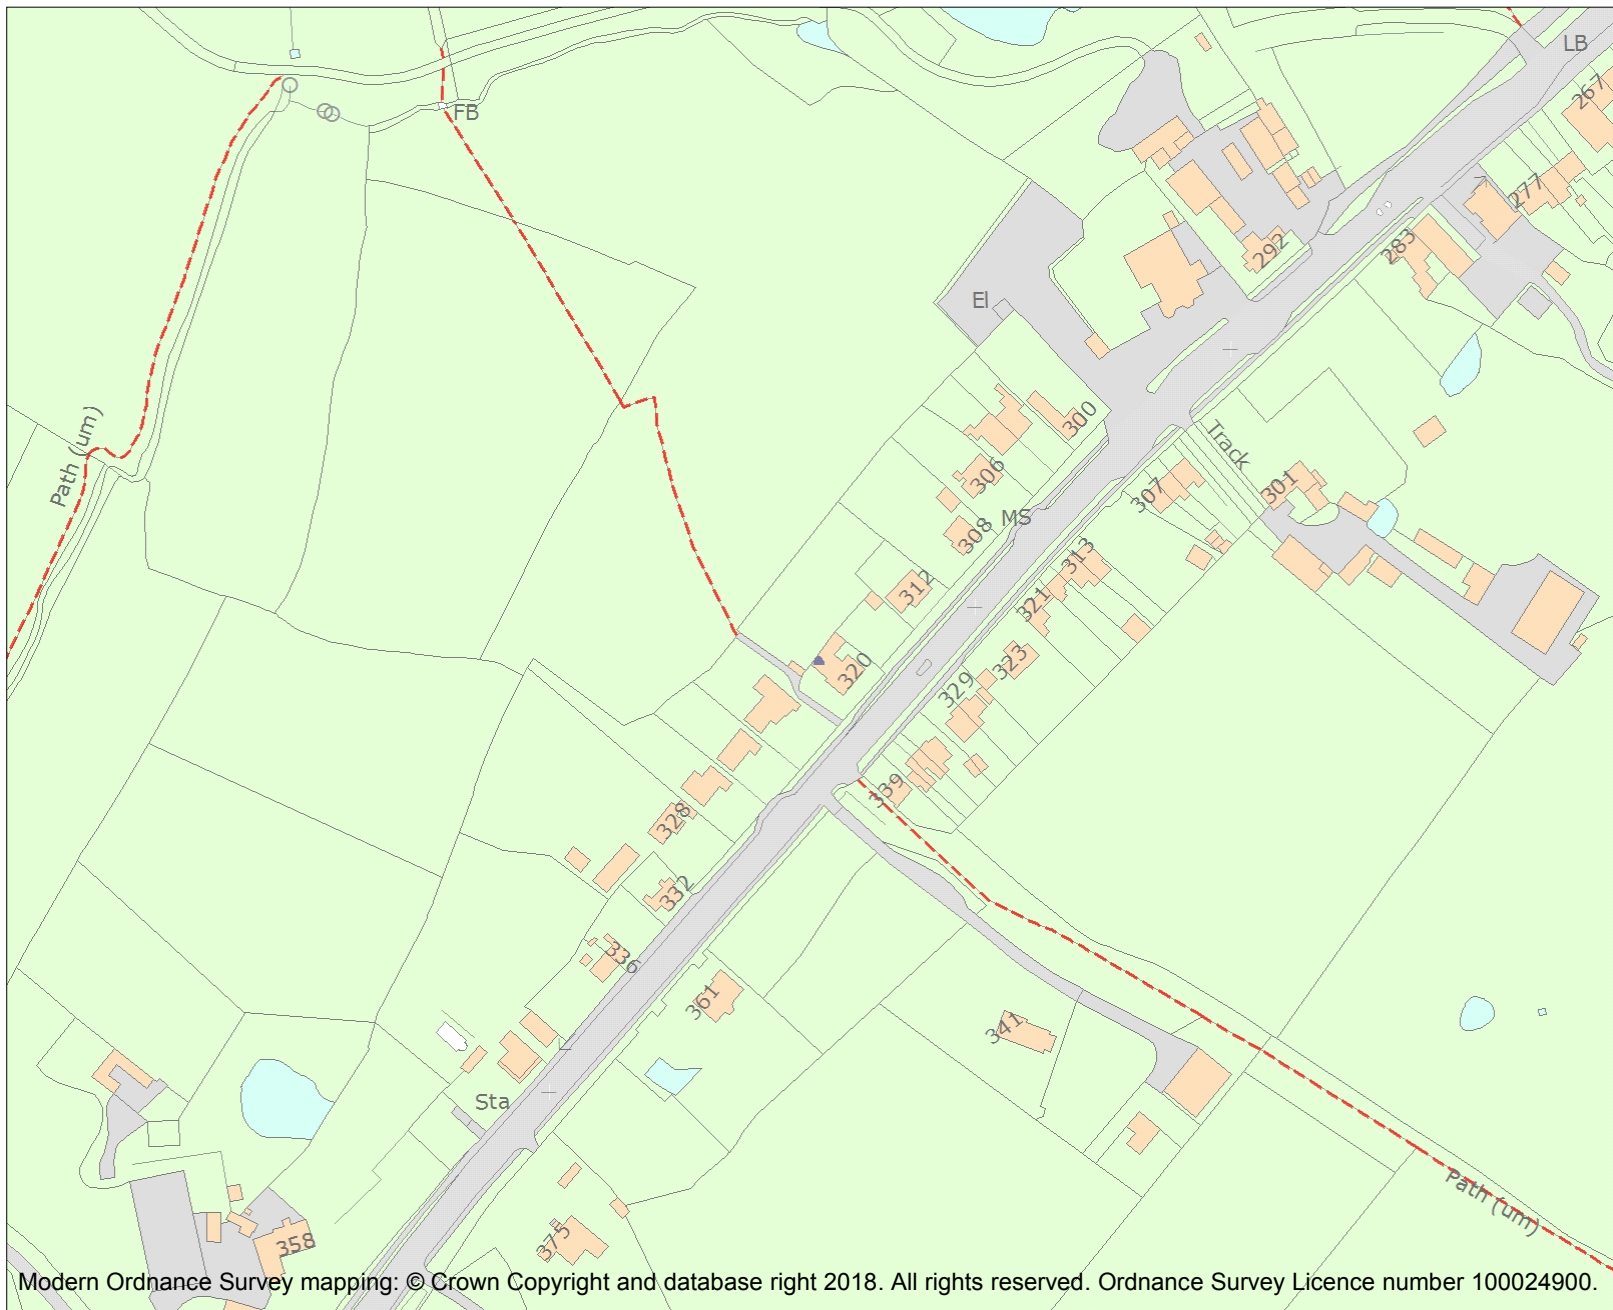 LB
267
FB
277
292
283
El
300
Track
Path (um)
306
301
307
MS
308
313
312
321
320
323
329
339
328
332
336
361
341
Sta
Path (um)
375
358
Modern Ordnance Survey mapping: © Crown Copyright and database right 2018. All rights reserved. Ordnance Survey Licence number 100024900.